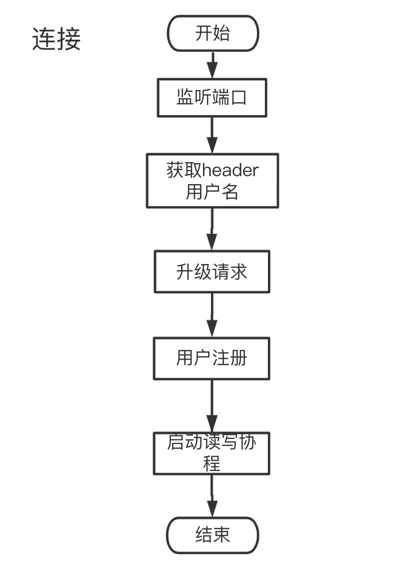 连接
开始
监听端口
获取header
用户名
升级请求
用户注册
启动读写协
程
结束